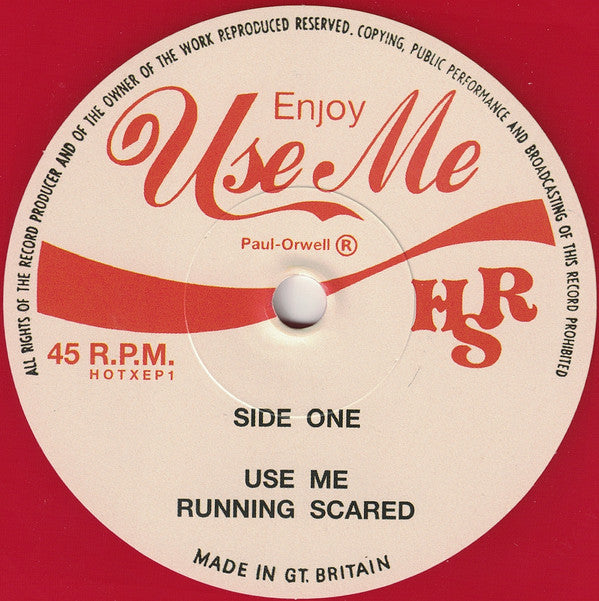 ALL RIGHTS OF THE RECORD PRODUCER AND OF THE OWNER OF THE WORK REPRODUCED RESERVED. COPYING, PUBLIC PERFORMANCE AND BROADCASTING OF THIS RECORD PROHIBITED
Enjoy
Use Me
Paul-Orwell ®
HSR
45 R.P.M.
HOTXEP1
SIDE ONE
USE ME
RUNNING SCARED
MADE IN GT. BRITAIN